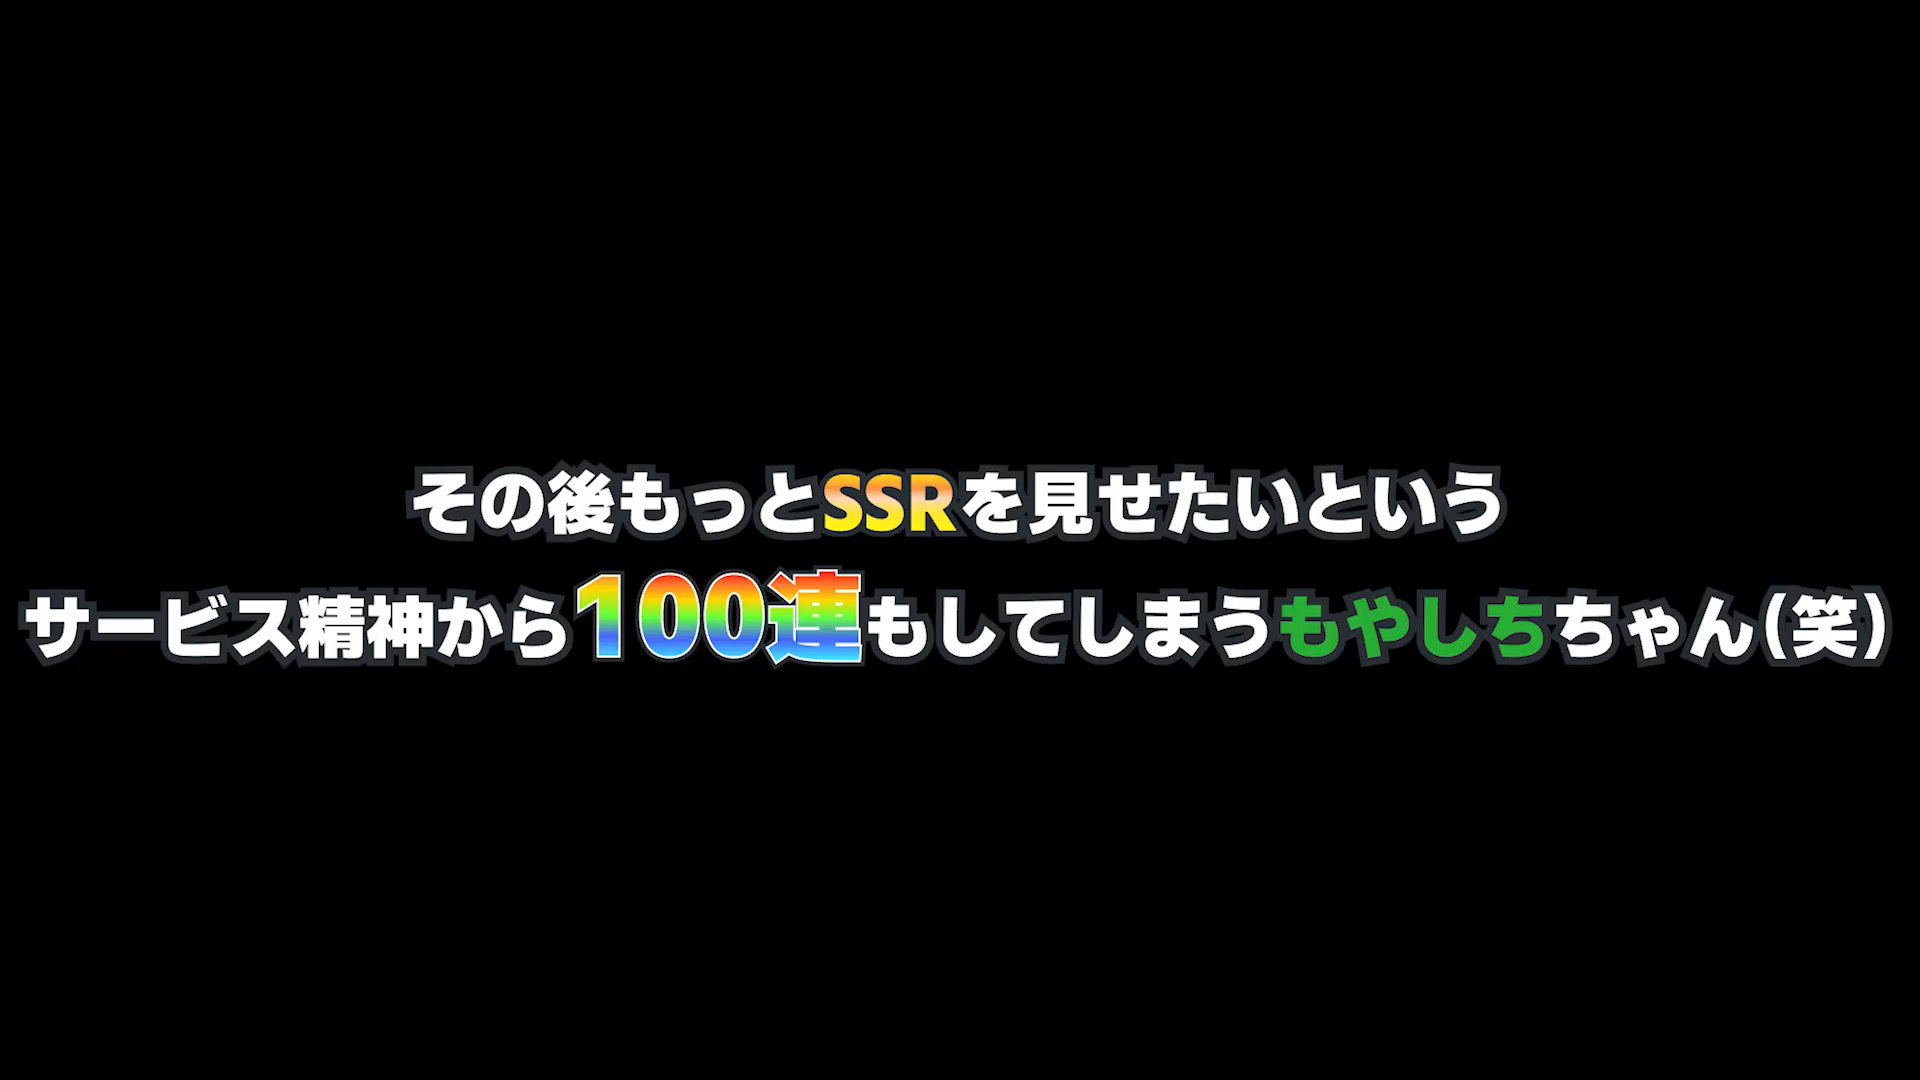 その後もっとSSRを見せたいという
サービス精神から100連もしてしまうもやしちちゃん(笑)